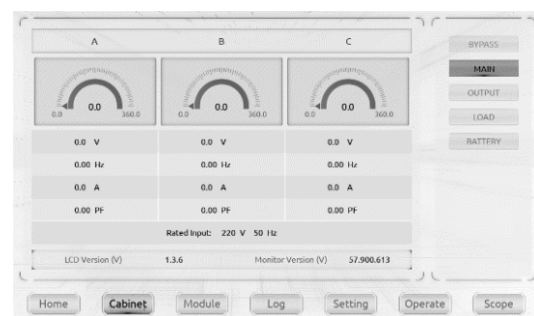 A B C BYPASS
MAIN
0.0 0.0 0.0 OUTPUT
0.0 360.0 0.0 360.0 0.0 360.0 LOAD
0.0 V 0.0 V 0.0 V BATTERY
0.00 Hz 0.00 Hz 0.00 Hz
0.0 A 0.0 A 0.0 A
0.00 PF 0.00 PF 0.00 PF
Rated Input: 220 V 50 Hz
LCD Version (V) 1.3.6 Monitor Version (V) 57.900.613
Home Cabinet Module Log Setting Operate Scope